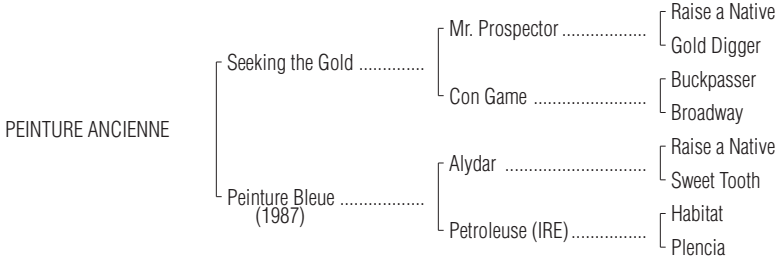 Raise a Native
Mr. Prospector ..................
Gold Digger
Seeking the Gold ..............
Buckpasser
Con Game ........................
Broadway
PEINTURE ANCIENNE
Raise a Native
Alydar ..............................
Sweet Tooth
Peinture Bleue ..................
(1987)
Habitat
Petroleuse (IRE)................
Plencia